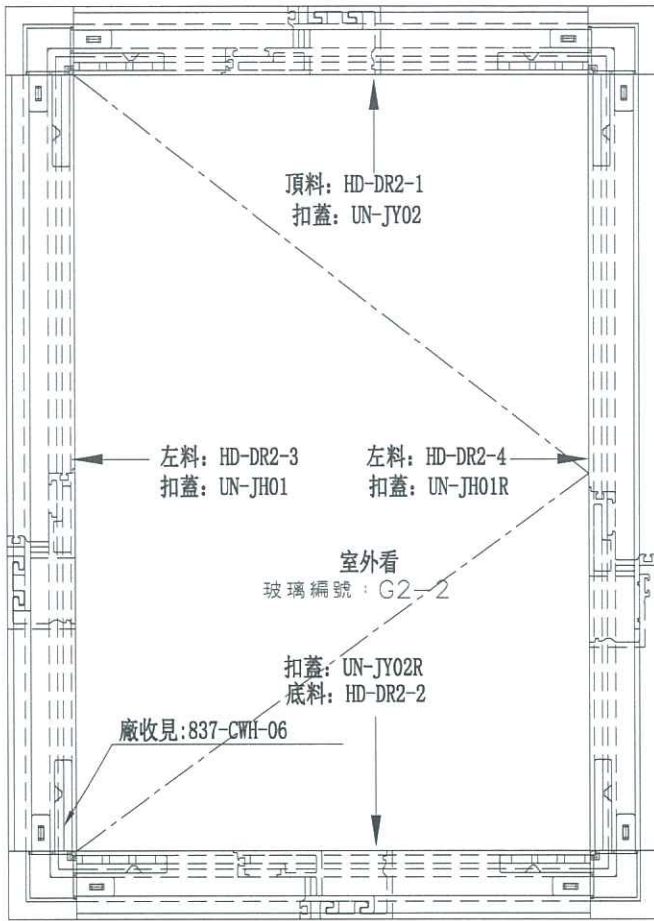 頂料: HD-DR2-1
扣蓋: UN-JY02
左料: HD-DR2-3
扣蓋: UN-JH01
左料: HD-DR2-4
扣蓋: UN-JH01R
室外看
玻璃編號：G2-2
扣蓋: UN-JY02R
底料: HD-DR2-2
廠收見:837-CWH-06